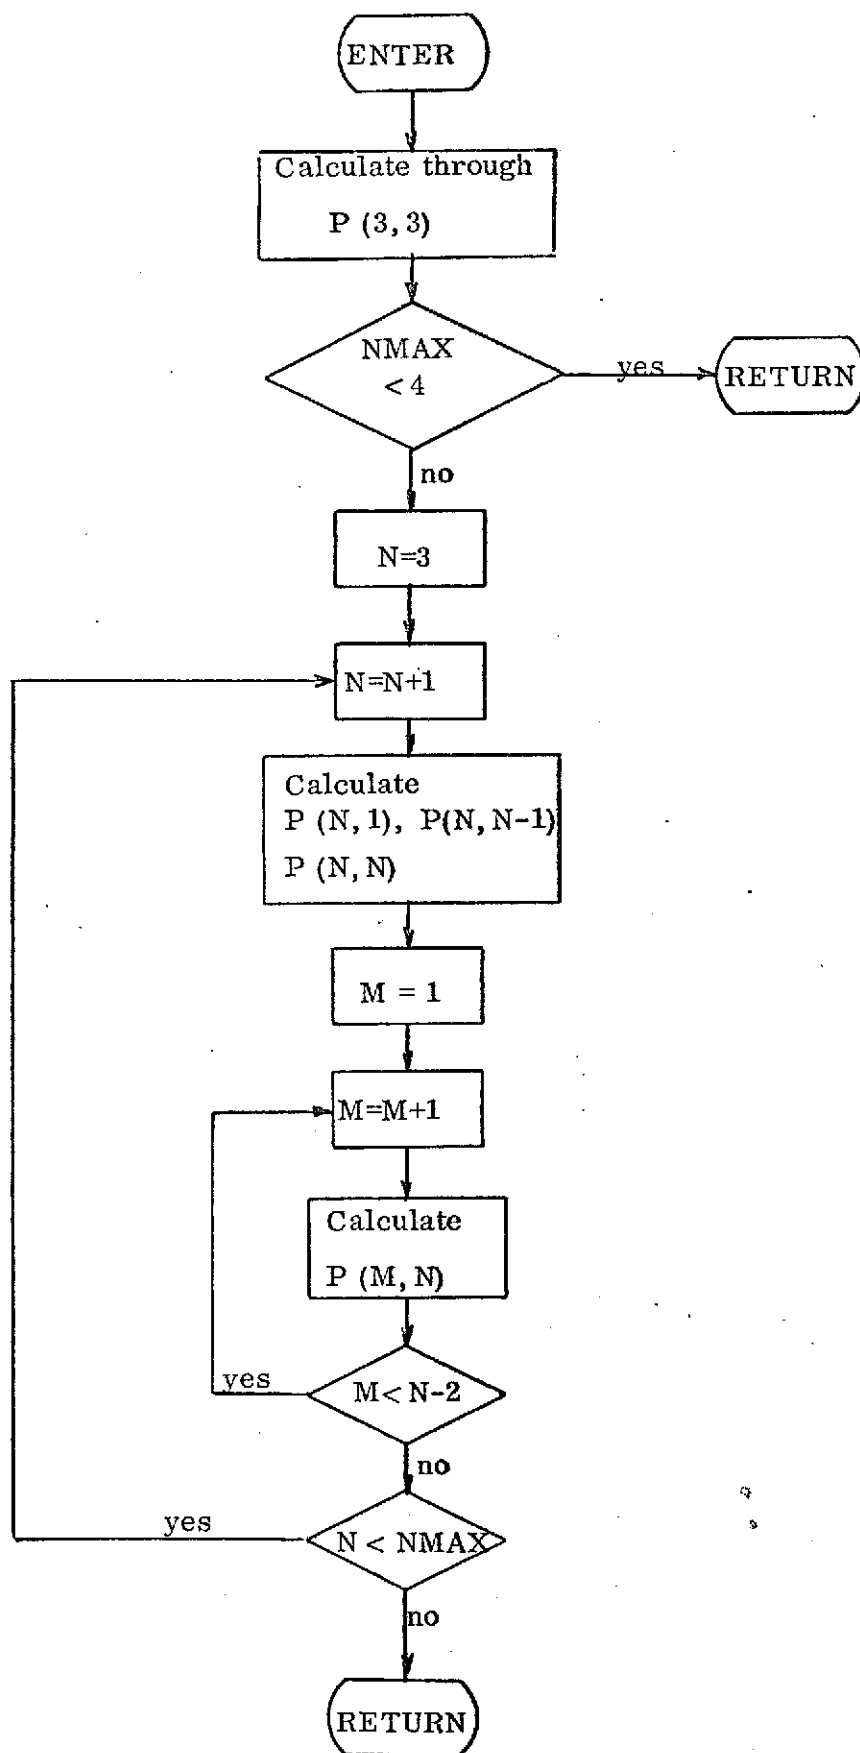 ENTER
Calculate through
P (3, 3)
NMAX
< 4
yes
RETURN
no
N=3
N=N+1
Calculate
P (N, 1), P(N, N-1)
P (N, N)
M = 1
M=M+1
Calculate
P (M, N)
yes
M < N-2
no
yes
N < NMAX
no
RETURN